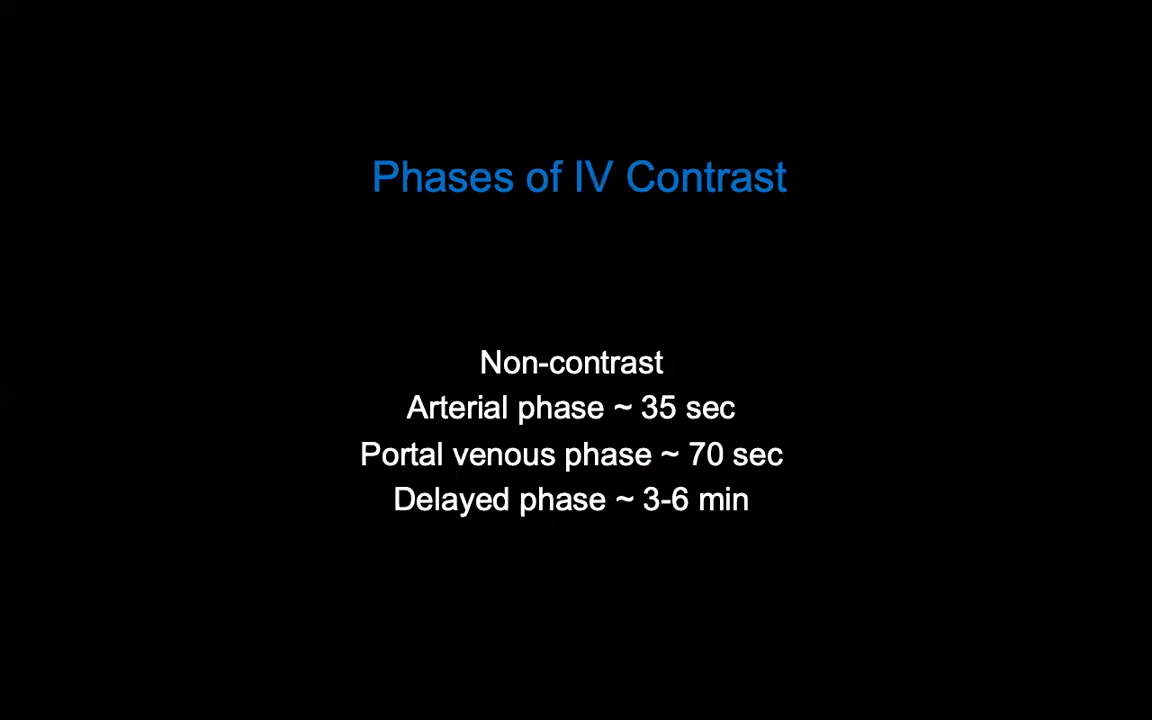 Phases of IV Contrast
Non-contrast
Arterial phase ~ 35 sec
Portal venous phase ~ 70 sec
Delayed phase ~ 3-6 min